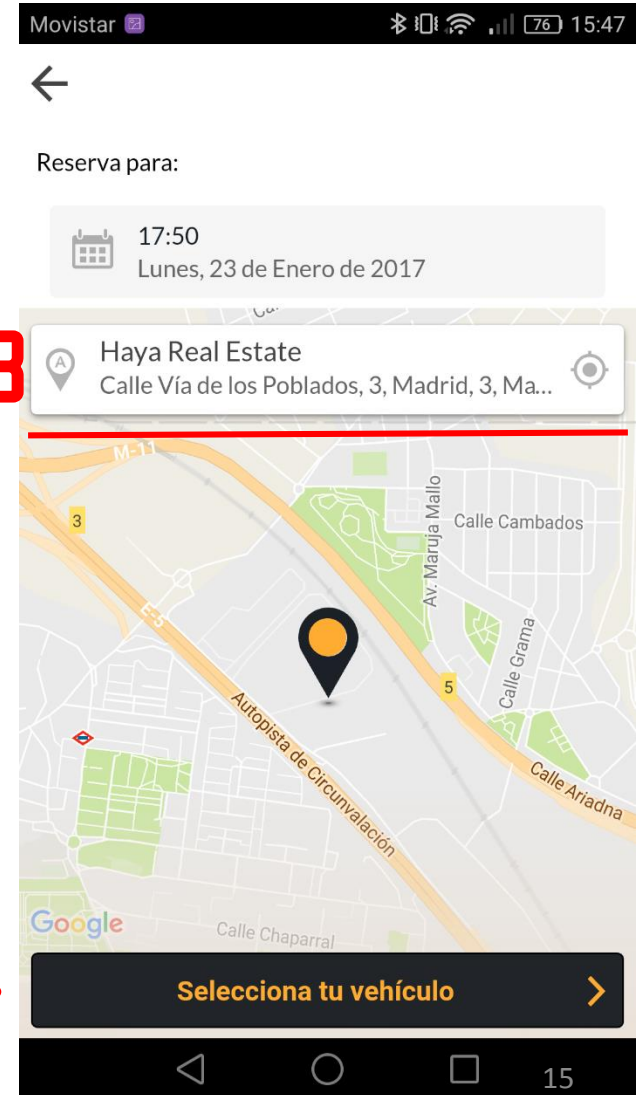 Movistar 76 15:47
Reserva para:
17:50
Lunes, 23 de Enero de 2017
Ca
3
A
Haya Real Estate
Calle Vía de los Poblados, 3, Madrid, 3, Ma...
M-11
3
Av. Maruja Mallo
Calle Cambados
E-5
Calle Grama
5
Autopista de Circunvalación
Calle Ariadna
Google
Calle Chaparral
Selecciona tu vehículo
15